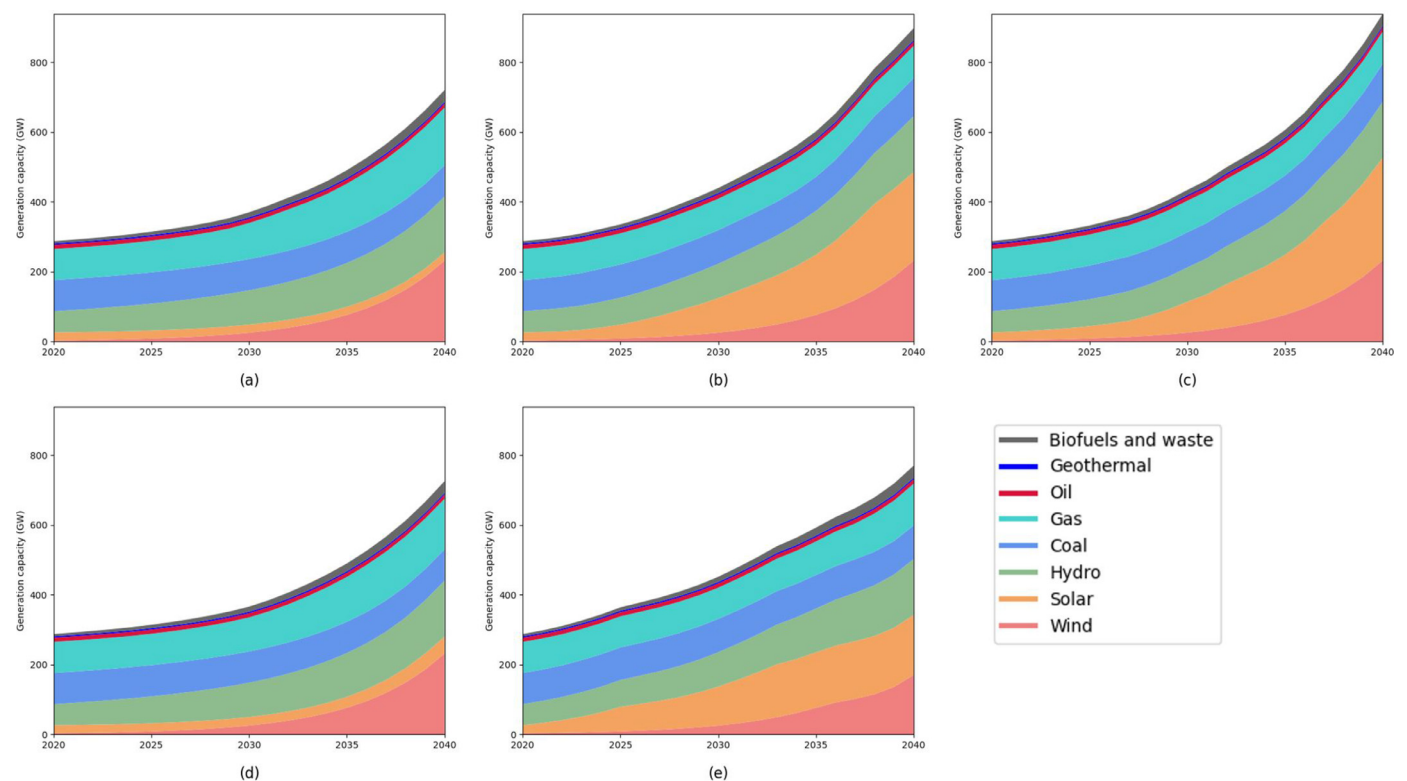 Generation capacity (GW)
800
600
400
200
0
2020 2025 2030 2035 2040
(a)
Generation capacity (GW)
800
600
400
200
0
2020 2025 2030 2035 2040
(b)
Generation capacity (GW)
800
600
400
200
0
2020 2025 2030 2035 2040
(c)
Generation capacity (GW)
800
600
400
200
0
2020 2025 2030 2035 2040
(d)
Generation capacity (GW)
800
600
400
200
0
2020 2025 2030 2035 2040
(e)
Biofuels and waste
Geothermal
Oil
Gas
Coal
Hydro
Solar
Wind